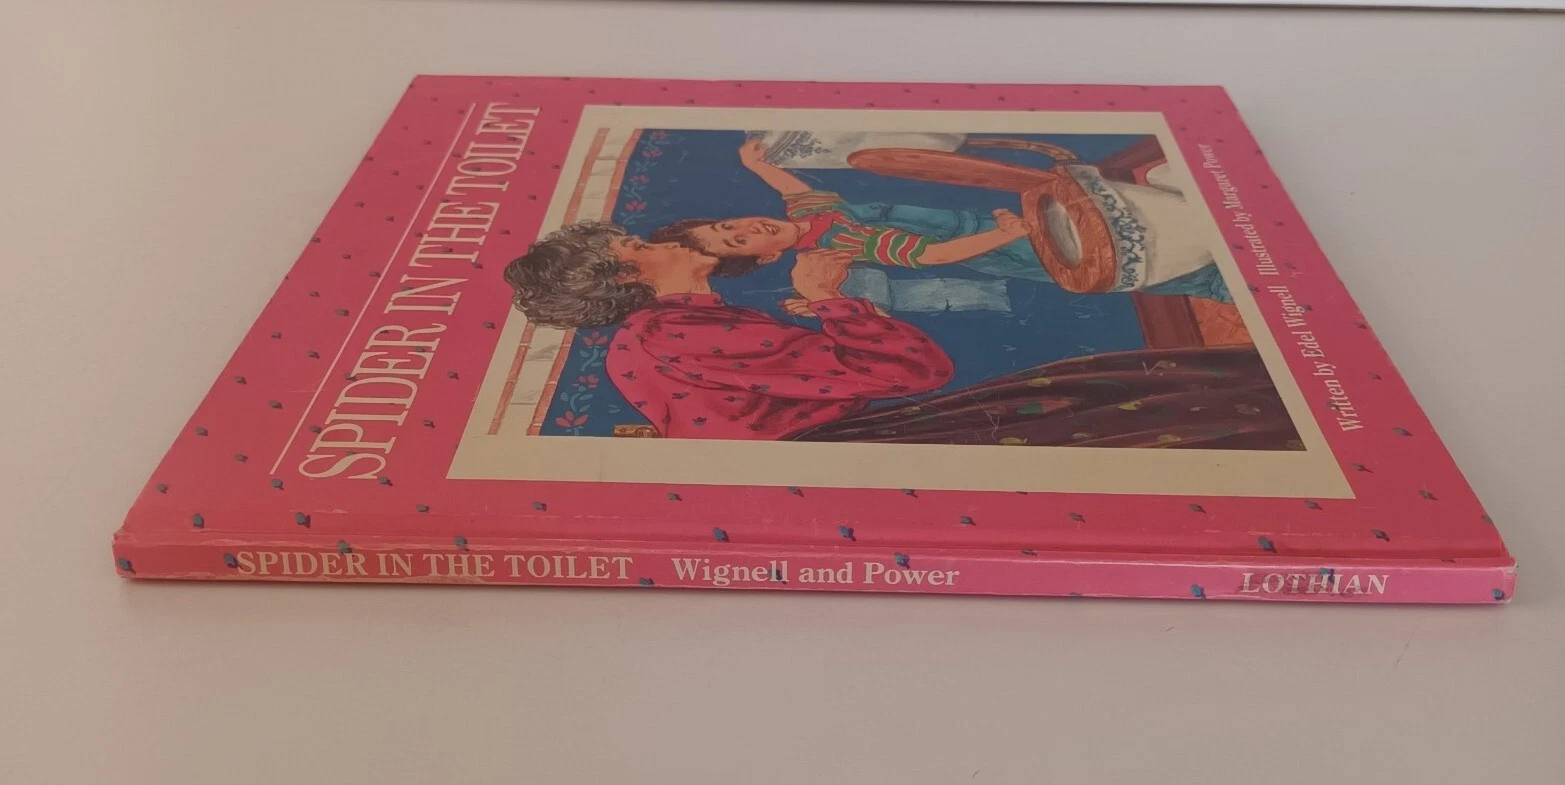 SPIDER IN THE TOILET
Written by Edel Wignell Illustrated by Margaret Power
SPIDER IN THE TOILET Wignell and Power LOTHIAN